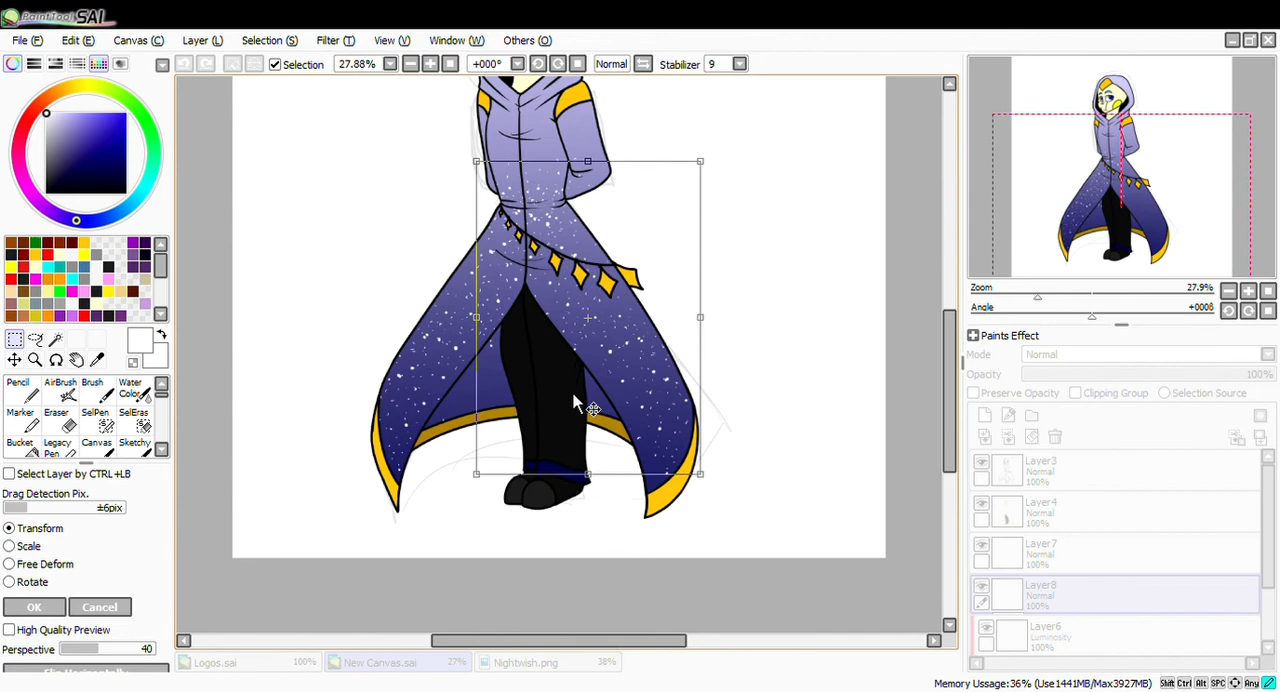 PaintTool SAI
File (F) Edit (E) Canvas (C) Layer (L) Selection (S) Filter (T) View (V) Window (W) Others (O)
Selection 27.88% +000° Normal Stabilizer 9
Zoom 27.9%
Angle +000§
Paints Effect
Mode Normal
Opacity 100%
Preserve Opacity Clipping Group Selection Source
Pencil AirBrush Brush Water Color
Marker Eraser SelPen SelEras
Bucket Legacy Pen Canvas Sketchy
Select Layer by CTRL+LB
Drag Detection Pix.
±6pix
Transform
Scale
Free Deform
Rotate
OK Cancel
High Quality Preview
Perspective 40
Layer3
Normal
100%
Layer4
Normal
100%
Layer7
Normal
100%
Layer8
Normal
100%
Layer6
Luminosity
100%
Logos.sai 100% New Canvas.sai 27% Nightwish.png 38%
Memory Usage:36% (Use1441MB/Max3927MB) Shift Ctrl Alt SPC Any